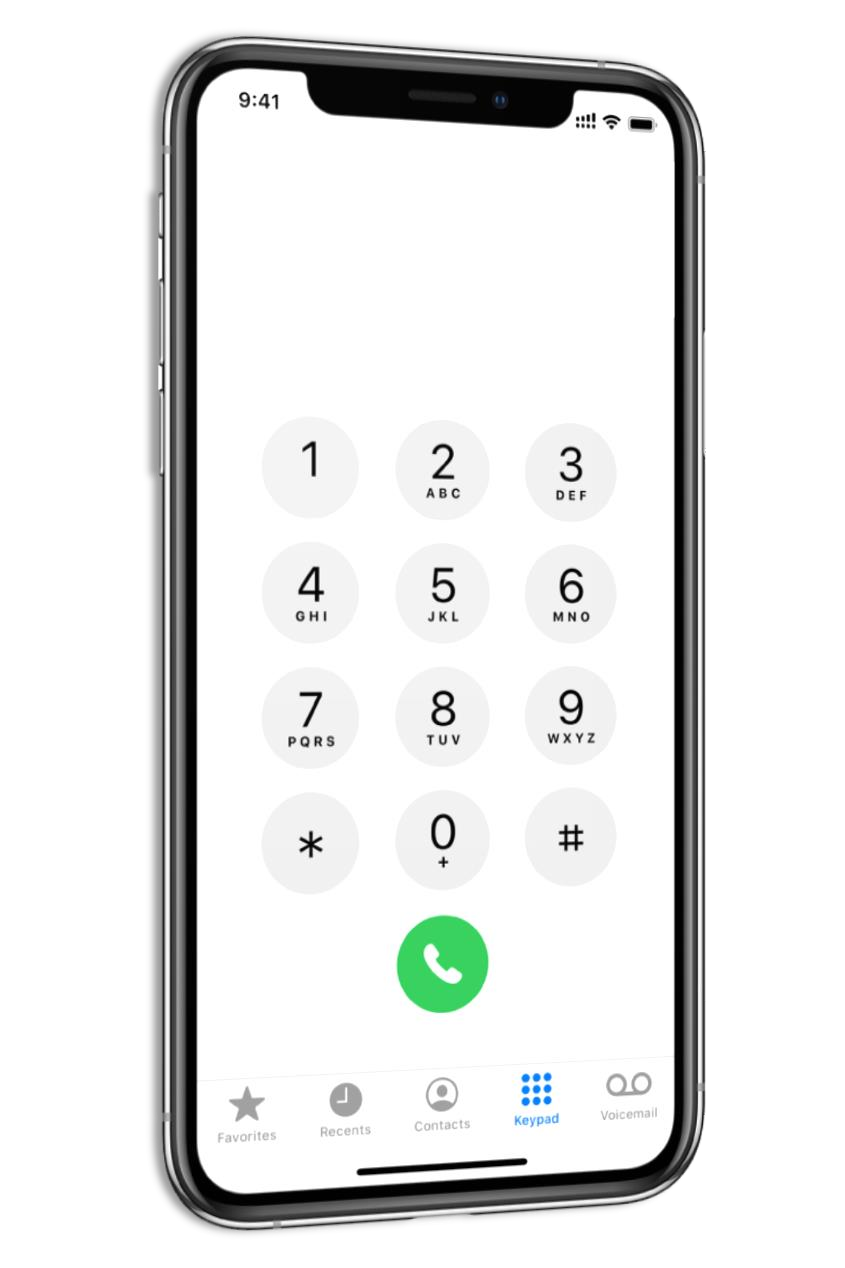 9:41
1 2 3
ABC DEF
4 5 6
GHI JKL MNO
7 8 9
PQRS TUV WXYZ
* 0 #
+
Favorites Recents Contacts Keypad Voicemail